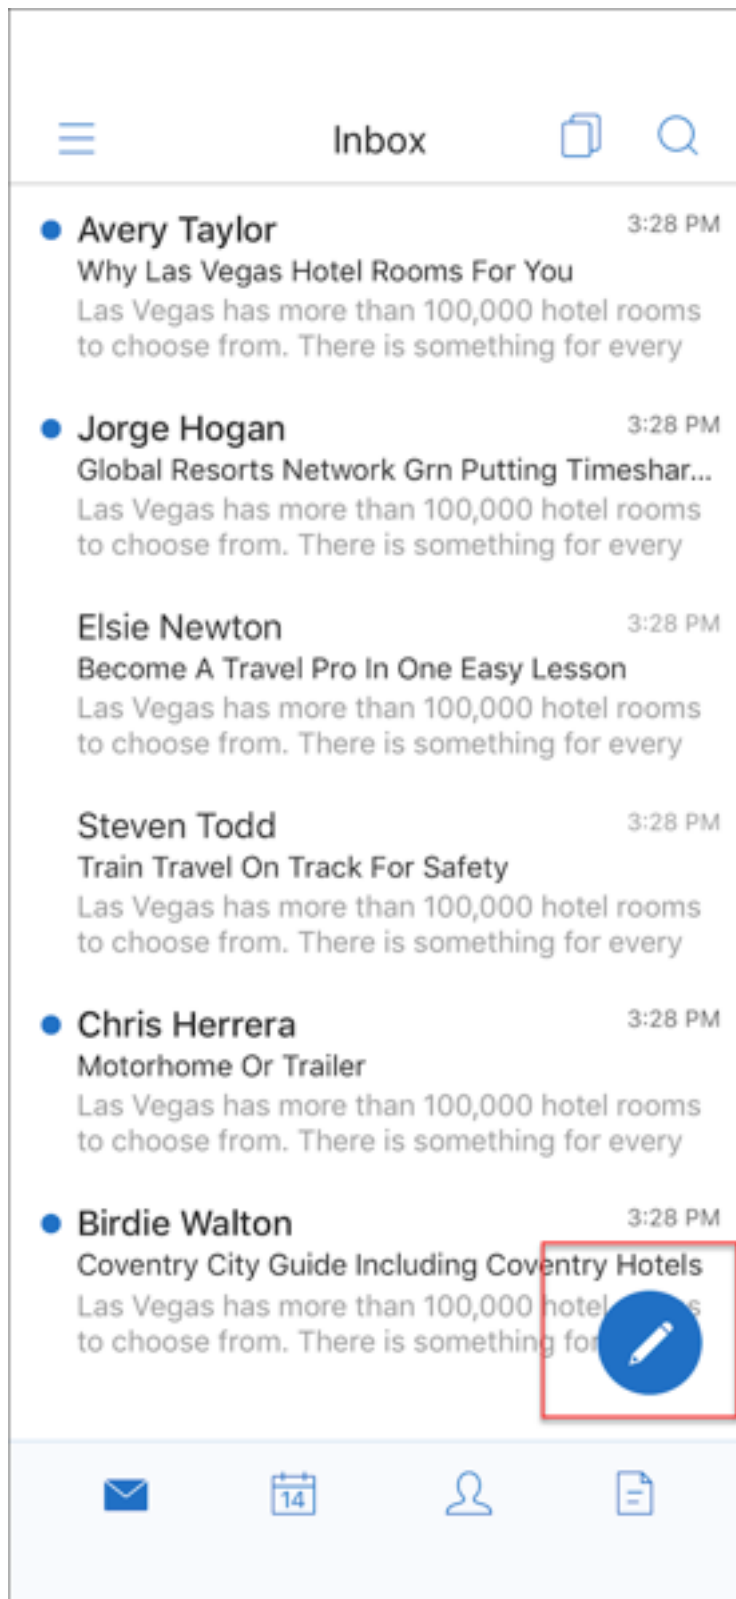 Inbox
Avery Taylor 3:28 PM
Why Las Vegas Hotel Rooms For You
Las Vegas has more than 100,000 hotel rooms
to choose from. There is something for every
Jorge Hogan 3:28 PM
Global Resorts Network Grn Putting Timeshar...
Las Vegas has more than 100,000 hotel rooms
to choose from. There is something for every
Elsie Newton 3:28 PM
Become A Travel Pro In One Easy Lesson
Las Vegas has more than 100,000 hotel rooms
to choose from. There is something for every
Steven Todd 3:28 PM
Train Travel On Track For Safety
Las Vegas has more than 100,000 hotel rooms
to choose from. There is something for every
Chris Herrera 3:28 PM
Motorhome Or Trailer
Las Vegas has more than 100,000 hotel rooms
to choose from. There is something for every
Birdie Walton 3:28 PM
Coventry City Guide Including Coventry Hotels
Las Vegas has more than 100,000 hotel
to choose from. There is something for
14